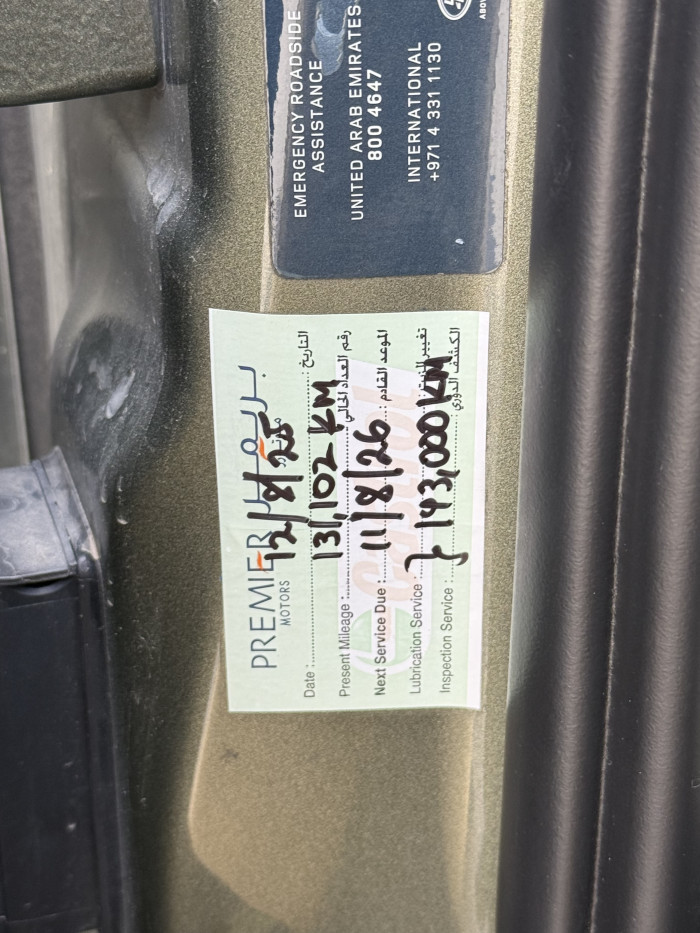 EMERGENCY ROADSIDE
ASSISTANCE
UNITED ARAB EMIRATES
800 4647
INTERNATIONAL
+971 4 331 1130
PREMIER بريمير
MOTORS
Date : 12/8/25 التاريخ :
Present Mileage : 131,102 KM رقم العداد الحالي
Next Service Due : 11/8/26 الموعد القادم :
Lubrication Service : } 143,000 KM تغيير الزيت
Inspection Service : الكشف الدوري :
Castrol